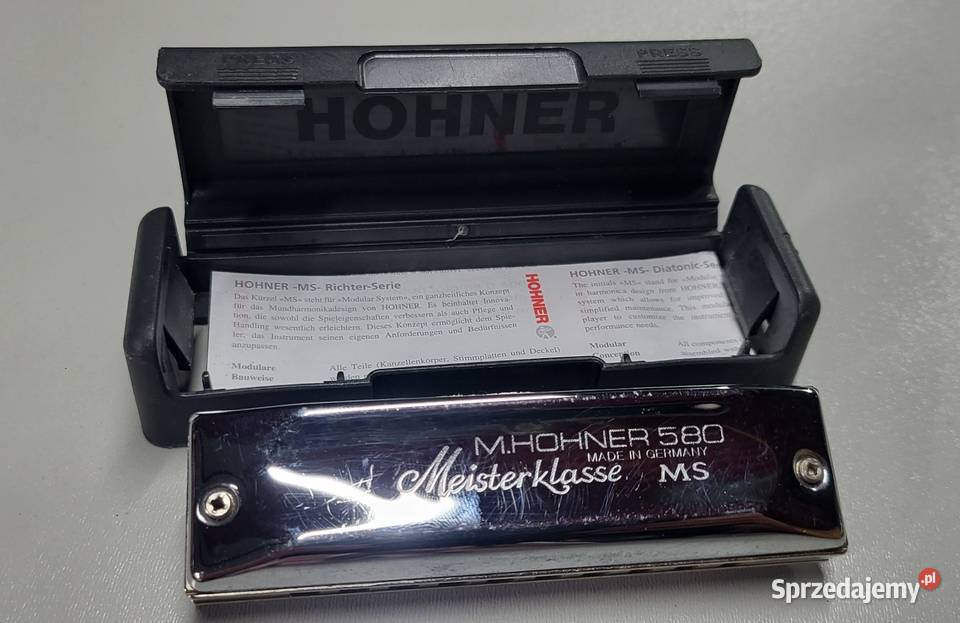 PRESS
PRESS
HOHNER
HOHNER -MS- Richter-Serie
Das Kürzel »MS« steht für »Modular System«, ein ganzheitliches Konzept
für das Mundharmonikadesign von HOHNER. Es beinhaltet Innova-
tion, die sowohl die Spieleigenschaften verbessern als auch Pflege und
Handling wesentlich erleichtern. Dieses Konzept ermöglicht dem Spie-
ler, das Instrument seinen eigenen Anforderungen und Bedürfnissen
anzupassen.
Modulare Alle Teile (Kanzellenkörper, Stimmplatten und Deckel)
Bauweise
HOHNER
HOHNER -MS- Diatonic-Se
The initials »MS« stand for »Modular
in harmonica design from HOHNER
system which allows for improve
simplified maintenance. This modu
player to customize the instrument
performance needs.
Modular All components
Conception assembled wit
M.HOHNER 580
MADE IN GERMANY
Meisterklasse MS
Sprzedajemy.pl